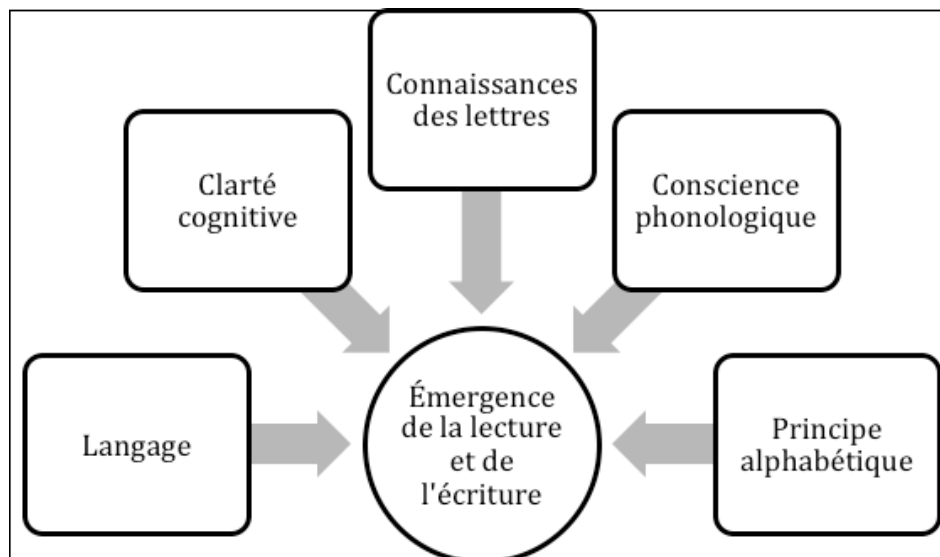 Connaissances
des lettres
Clarté
cognitive
Conscience
phonologique
Langage
Émergence
de la lecture
et de
l'écriture
Principe
alphabétique